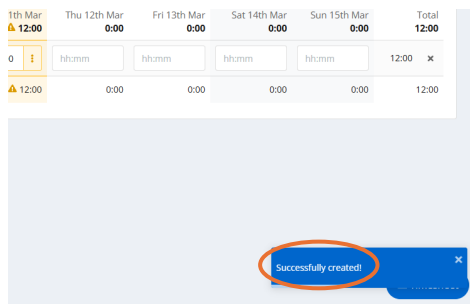 1th Mar Thu 12th Mar Fri 13th Mar Sat 14th Mar Sun 15th Mar Total
12:00 0:00 0:00 0:00 0:00 12:00
0 hh:mm hh:mm hh:mm hh:mm 12:00 ×
12:00 0:00 0:00 0:00 0:00 12:00
×
Successfully created!